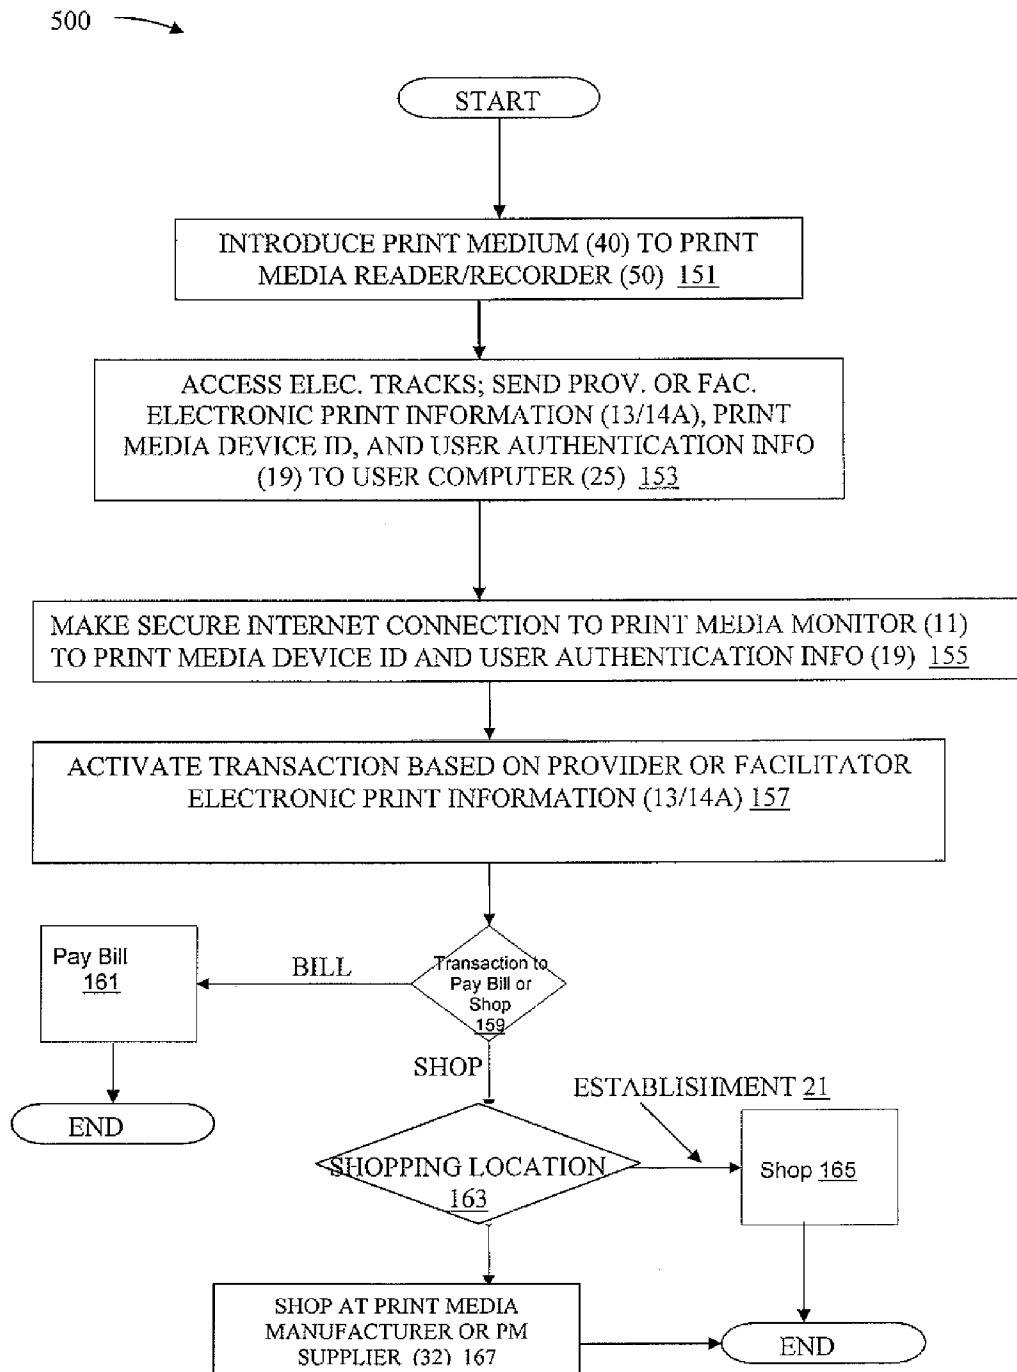 500
START
INTRODUCE PRINT MEDIUM (40) TO PRINT
MEDIA READER/RECORDER (50) 151
ACCESS ELEC. TRACKS; SEND PROV. OR FAC.
ELECTRONIC PRINT INFORMATION (13/14A), PRINT
MEDIA DEVICE ID, AND USER AUTHENTICATION INFO
(19) TO USER COMPUTER (25) 153
MAKE SECURE INTERNET CONNECTION TO PRINT MEDIA MONITOR (11)
TO PRINT MEDIA DEVICE ID AND USER AUTHENTICATION INFO (19) 155
ACTIVATE TRANSACTION BASED ON PROVIDER OR FACILITATOR
ELECTRONIC PRINT INFORMATION (13/14A) 157
Pay Bill
161
BILL
Transaction to
Pay Bill or
Shop
159
SHOP
END
ESTABLISHMENT 21
SHOPPING LOCATION
163
Shop 165
SHOP AT PRINT MEDIA
MANUFACTURER OR PM
SUPPLIER (32) 167
END